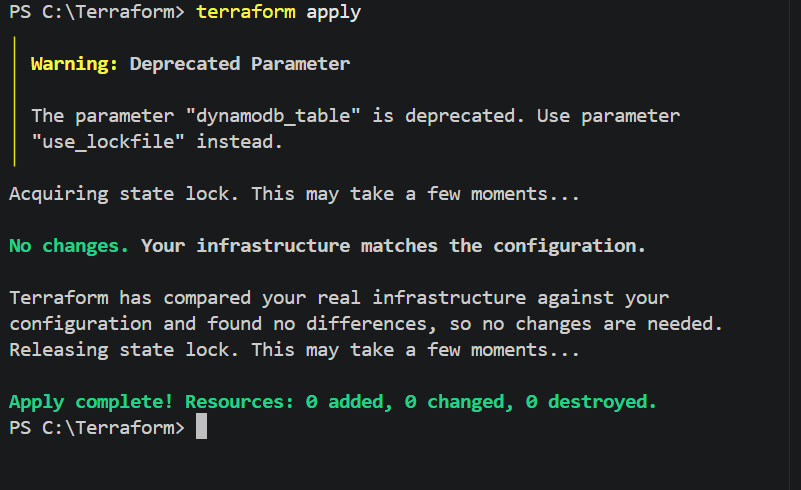 PS C:\Terraform> terraform apply
Warning: Deprecated Parameter
The parameter "dynamodb_table" is deprecated. Use parameter
"use_lockfile" instead.
Acquiring state lock. This may take a few moments...
No changes. Your infrastructure matches the configuration.
Terraform has compared your real infrastructure against your
configuration and found no differences, so no changes are needed.
Releasing state lock. This may take a few moments...
Apply complete! Resources: 0 added, 0 changed, 0 destroyed.
PS C:\Terraform>